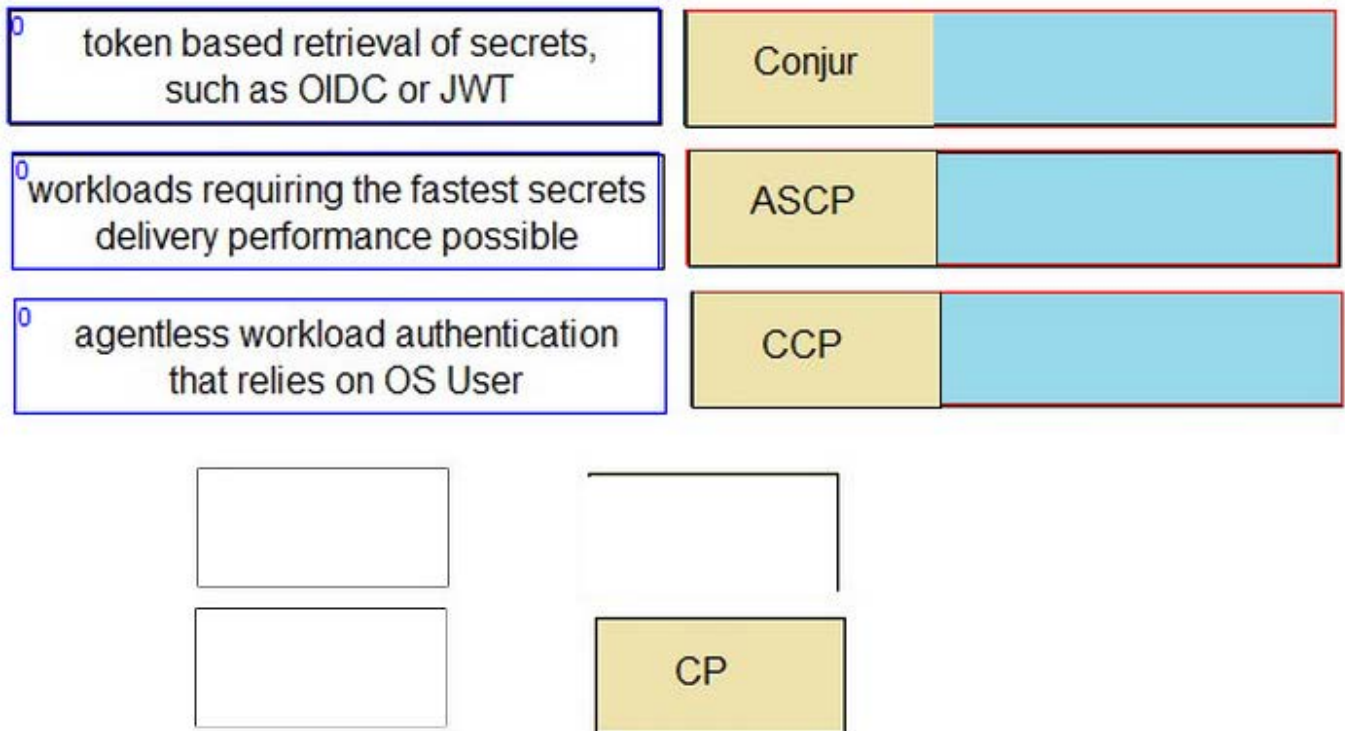 0
token based retrieval of secrets,
such as OIDC or JWT
Conjur
0
workloads requiring the fastest secrets
delivery performance possible
ASCP
0
agentless workload authentication
that relies on OS User
CCP
CP